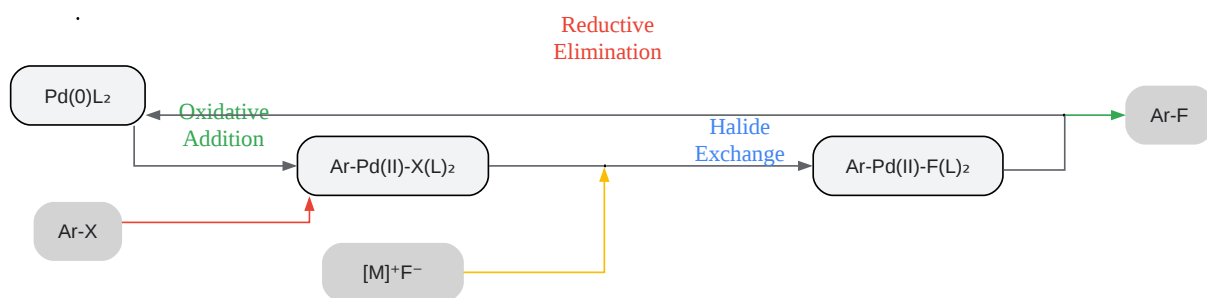 .
Reductive
Elimination
Pd(0)L₂
Oxidative
Addition
Halide
Exchange
Ar-F
Ar-Pd(II)-X(L)₂
Ar-Pd(II)-F(L)₂
Ar-X
[M]⁺F⁻